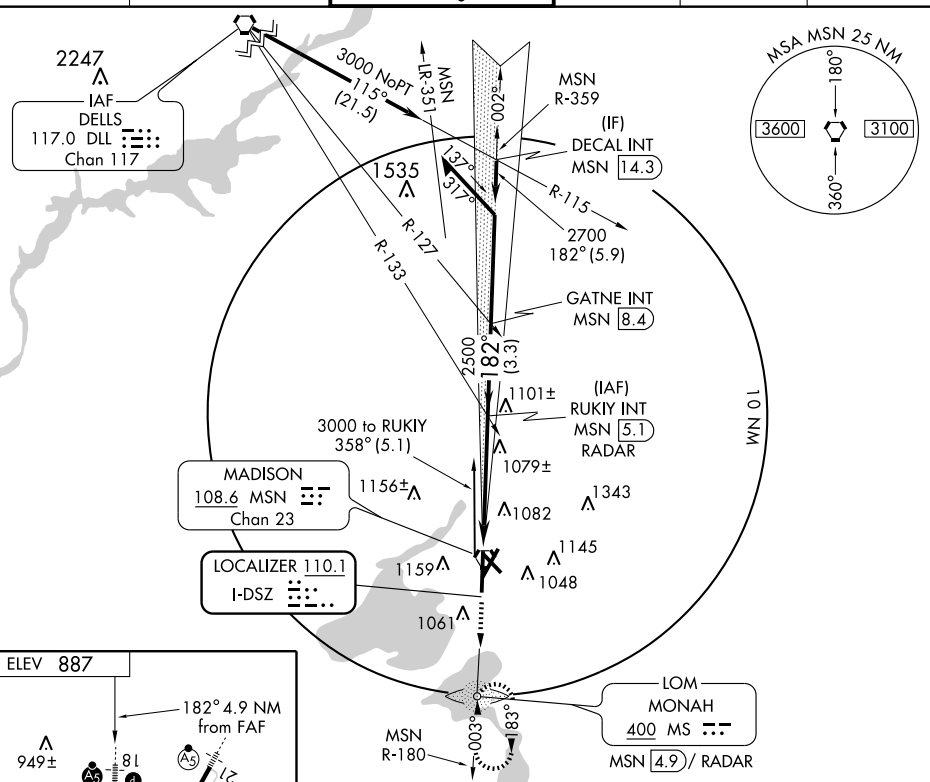 2247
IAF
DELLS
117.0 DLL
Chan 117
3000 NoPT
115°
(21.5)
MSN
LR-351
002°
MSN
R-359
(IF)
DECAL INT
MSN 14.3
MSA MSN 25 NM
180°
3600
3100
360°
1535
137°
317°
R-115
2700
182° (5.9)
R-127
R-133
GATNE INT
MSN 8.4
2500
182°
(3.3)
1101±
(IAF)
RUKIY INT
MSN 5.1
RADAR
10 NM
3000 to RUKIY
358° (5.1)
1079±
MADISON
108.6 MSN
Chan 23
1156±
1343
1082
LOCALIZER 110.1
I-DSZ
1159
1145
1048
1061
ELEV 887
182° 4.9 NM
from FAF
949±
A5
18
A5
21
MSN
R-180
003°
183°
LOM
MONAH
400 MS
MSN 4.9 / RADAR